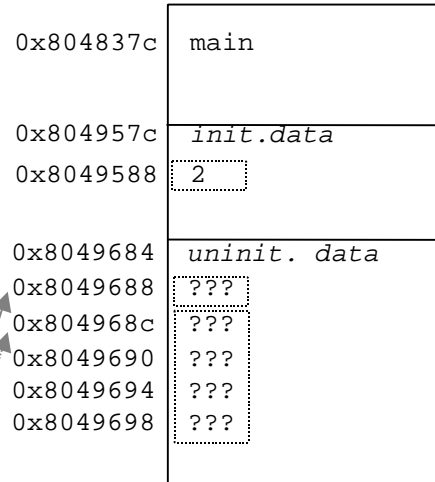 0x804837c main
0x804957c init.data
0x8049588 2
0x8049684 uninit. data
0x8049688 ???
0x804968c ???
0x8049690 ???
0x8049694 ???
0x8049698 ???